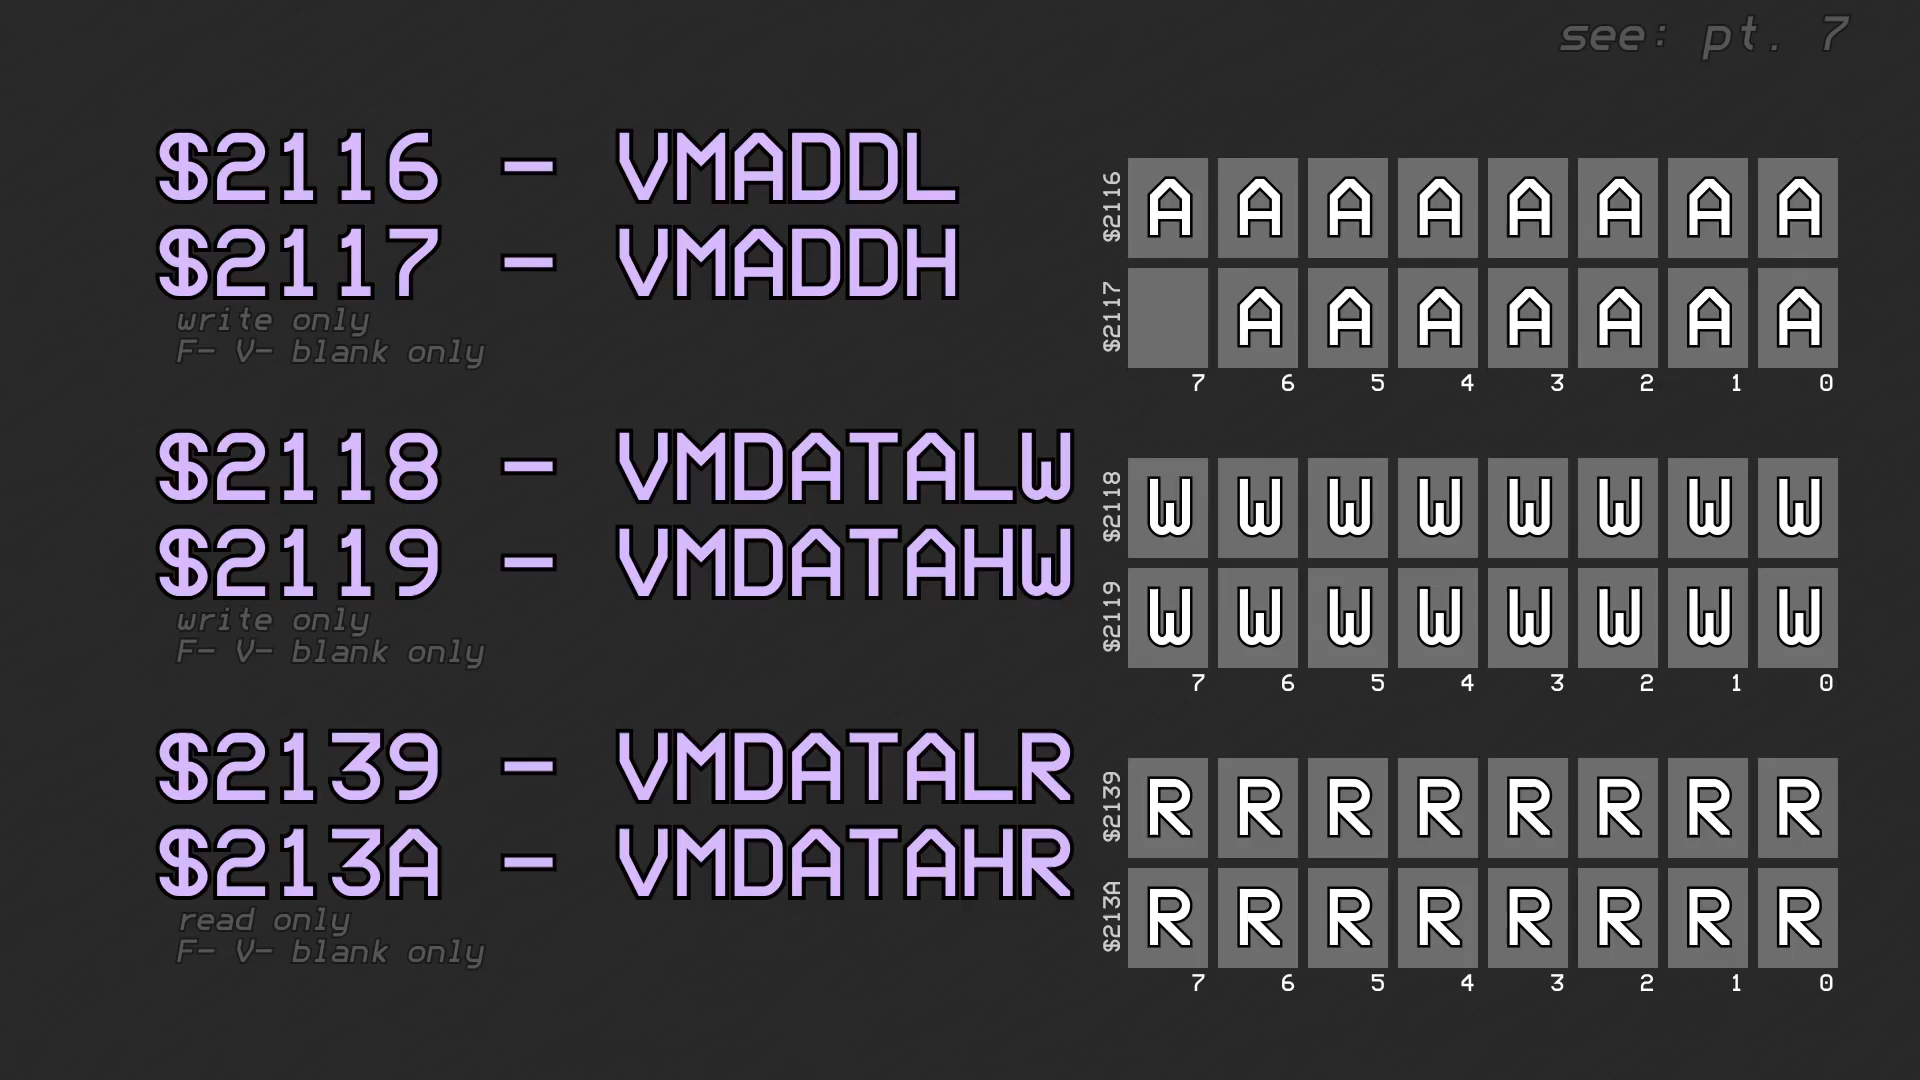 see: pt. 7
$2116 - VMADDL
$2117 - VMADDH
write only
F- V- blank only
$2116 A A A A A A A A
$2117 A A A A A A A
7 6 5 4 3 2 1 0
$2118 - VMDATALW
$2119 - VMDATAHW
write only
F- V- blank only
$2118 W W W W W W W W
$2119 W W W W W W W W
7 6 5 4 3 2 1 0
$2139 - VMDATALR
$213A - VMDATAHR
read only
F- V- blank only
$2139 R R R R R R R R
$213A R R R R R R R R
7 6 5 4 3 2 1 0